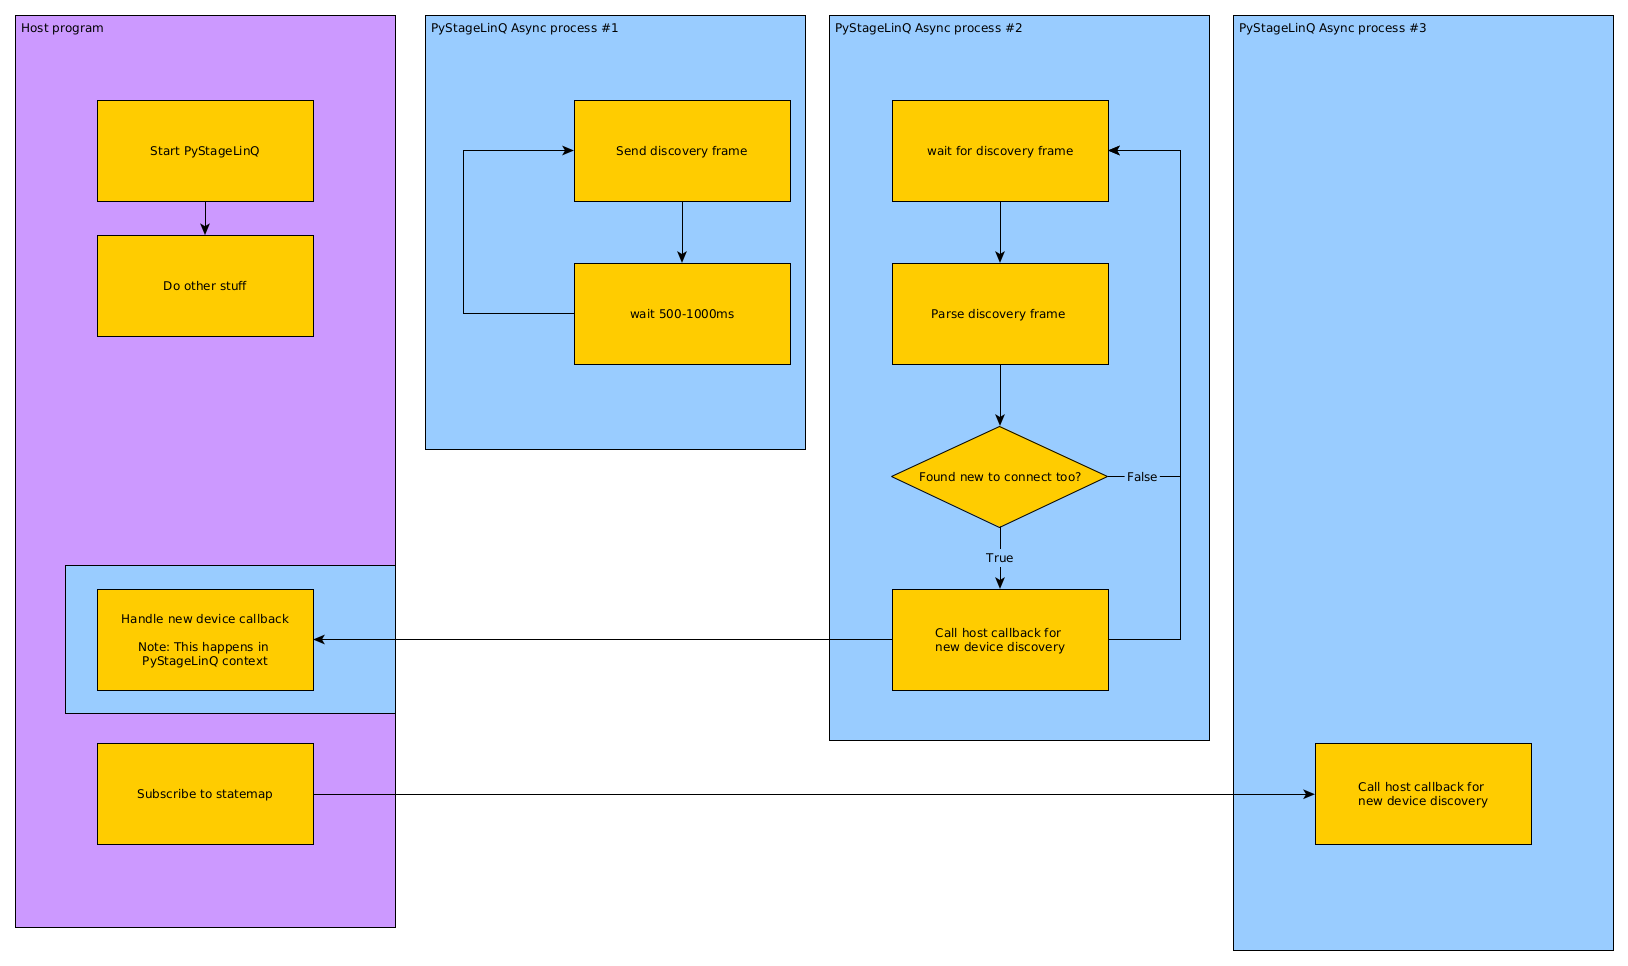 Host program
Start PyStageLinQ
Do other stuff
Handle new device callback
Note: This happens in
PyStageLinQ context
Subscribe to statemap
PyStageLinQ Async process #1
Send discovery frame
wait 500-1000ms
PyStageLinQ Async process #2
wait for discovery frame
Parse discovery frame
Found new to connect too?
False
True
Call host callback for
new device discovery
PyStageLinQ Async process #3
Call host callback for
new device discovery